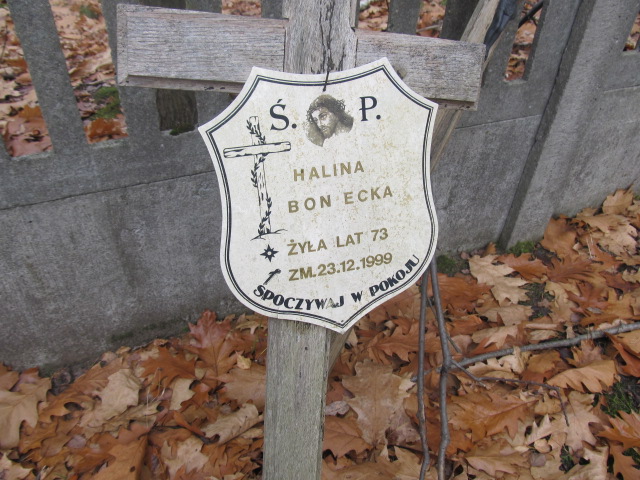 Ś. P.
HALINA
BON ECKA
ŻYŁA LAT 73
ZM.23.12.1999
SPOCZYWAJ W POKOJU